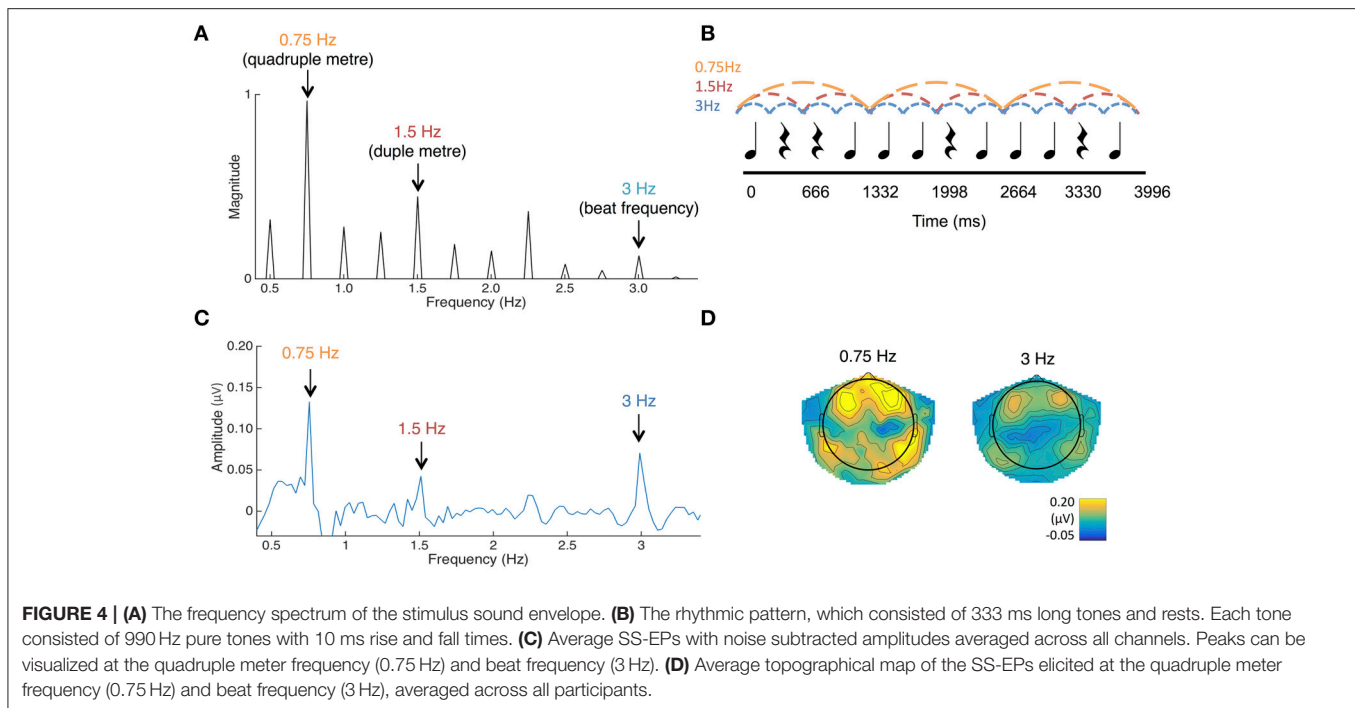 A
0.75 Hz
(quadruple metre)
1
1.5 Hz
(duple metre)
3 Hz
(beat frequency)
Magnitude
0
0.5 1.0 1.5 2.0 2.5 3.0
Frequency (Hz)
B
0.75Hz
1.5Hz
3Hz
0 666 1332 1998 2664 3330 3996
Time (ms)
C
0.20
0.75 Hz
0.15
3 Hz
1.5 Hz
0.10
0.05
0
Amplitude (µV)
0.5 1 1.5 2 2.5 3
Frequency (Hz)
D
0.75 Hz 3 Hz
0.20
(µV)
-0.05
FIGURE 4 | (A) The frequency spectrum of the stimulus sound envelope. (B) The rhythmic pattern, which consisted of 333 ms long tones and rests. Each tone
consisted of 990 Hz pure tones with 10 ms rise and fall times. (C) Average SS-EPs with noise subtracted amplitudes averaged across all channels. Peaks can be
visualized at the quadruple meter frequency (0.75 Hz) and beat frequency (3 Hz). (D) Average topographical map of the SS-EPs elicited at the quadruple meter
frequency (0.75 Hz) and beat frequency (3 Hz), averaged across all participants.